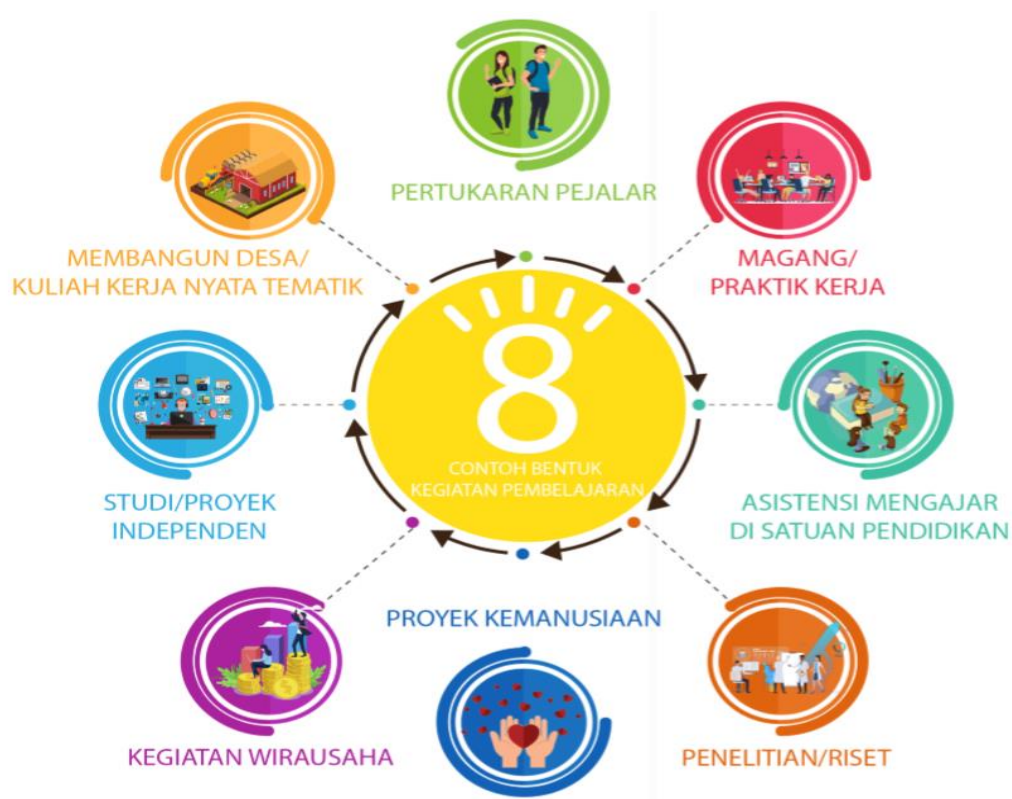 PERTUKARAN PEJALAR
MAGANG/
PRAKTIK KERJA
ASISTENSI MENGAJAR
DI SATUAN PENDIDIKAN
PENELITIAN/RISET
PROYEK KEMANUSIAAN
KEGIATAN WIRAUSAHA
STUDI/PROYEK
INDEPENDEN
MEMBANGUN DESA/
KULIAH KERJA NYATA TEMATIK
8
CONTOH BENTUK
KEGIATAN PEMBELAJARAN